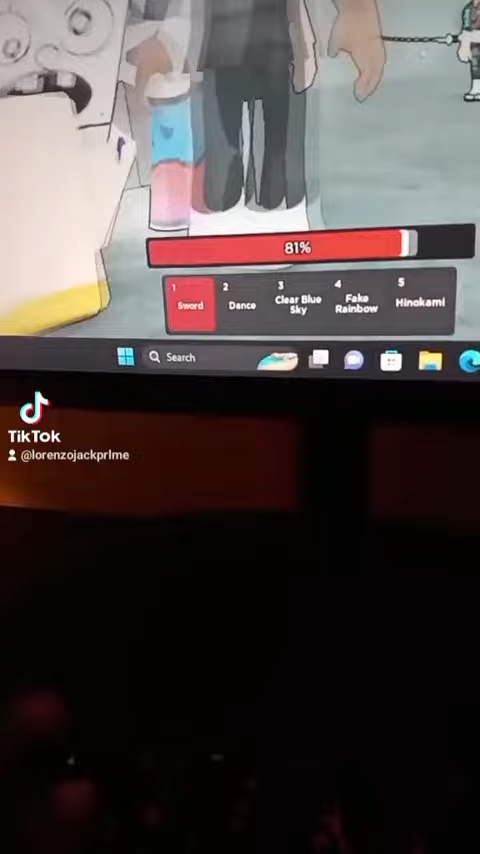 81%
1 2 3 4 5
Sword Dance Clear Blue Sky Fake Rainbow Hinokami
Search
TikTok
@lorenzojackprlme